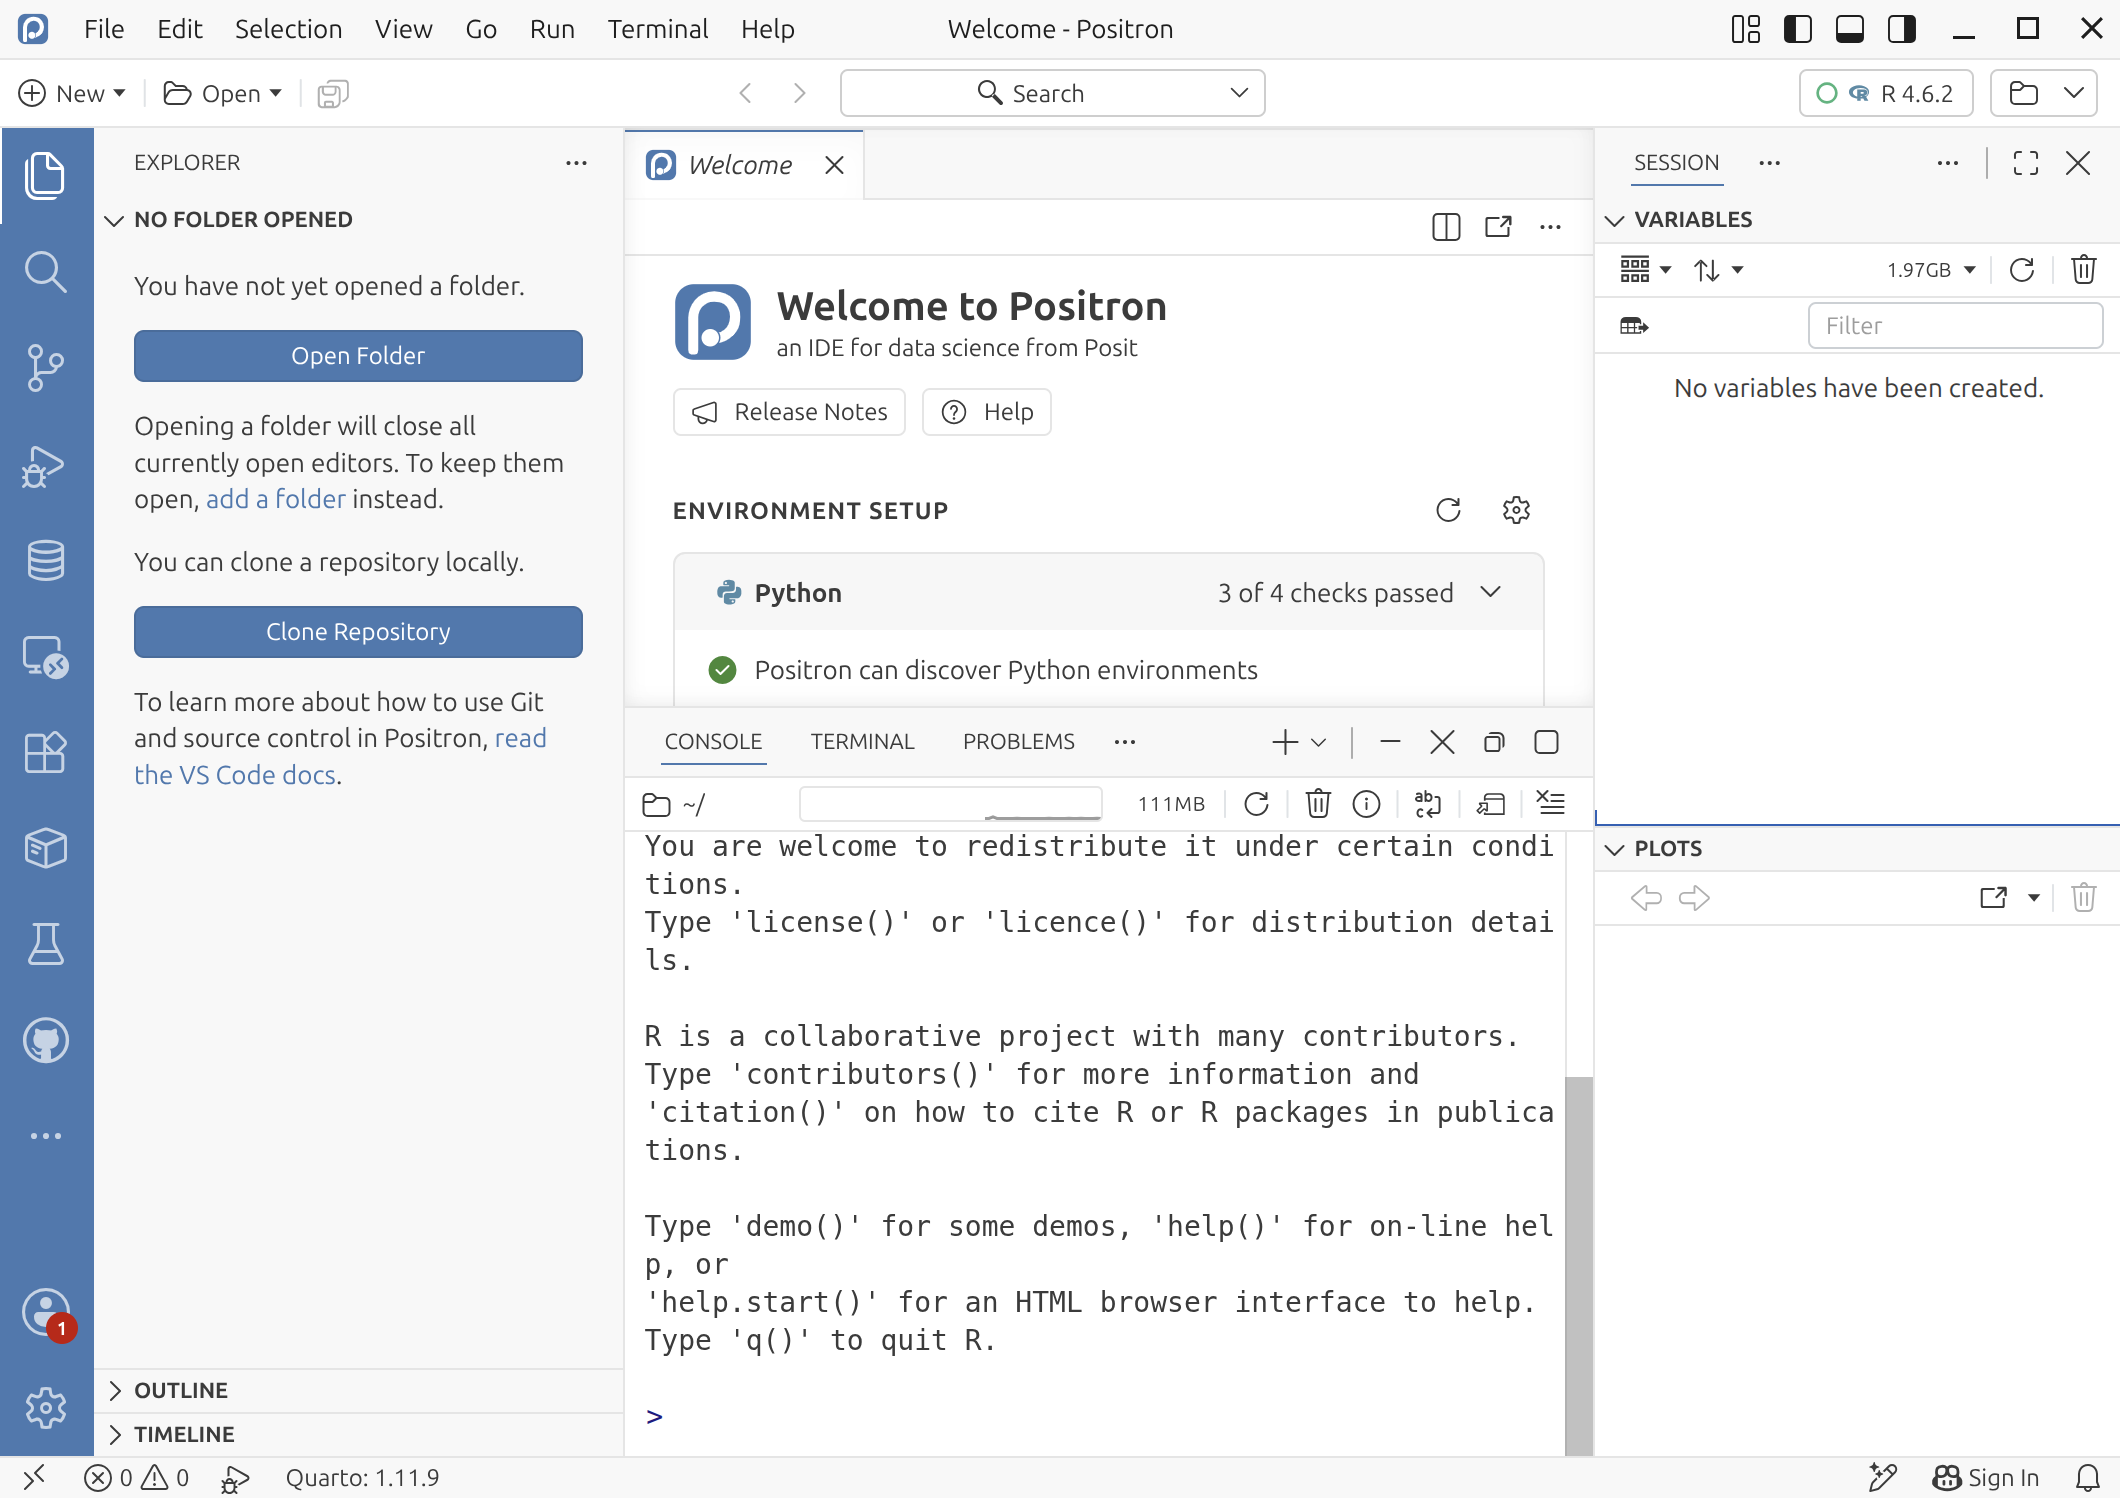 File Edit Selection View Go Run Terminal Help
Welcome - Positron
New
Open
Search
R 4.6.2
EXPLORER
NO FOLDER OPENED
You have not yet opened a folder.
Open Folder
Opening a folder will close all
currently open editors. To keep them
open, add a folder instead.
You can clone a repository locally.
Clone Repository
To learn more about how to use Git
and source control in Positron, read
the VS Code docs.
OUTLINE
TIMELINE
1
Welcome
Welcome to Positron
an IDE for data science from Posit
Release Notes
Help
ENVIRONMENT SETUP
Python
3 of 4 checks passed
Positron can discover Python environments
CONSOLE TERMINAL PROBLEMS
~/
111MB
You are welcome to redistribute it under certain condi
tions.
Type 'license()' or 'licence()' for distribution detai
ls.
R is a collaborative project with many contributors.
Type 'contributors()' for more information and
'citation()' on how to cite R or R packages in publica
tions.
Type 'demo()' for some demos, 'help()' for on-line hel
p, or
'help.start()' for an HTML browser interface to help.
Type 'q()' to quit R.
>
SESSION
VARIABLES
1.97GB
Filter
No variables have been created.
PLOTS
0 0
Quarto: 1.11.9
Sign In